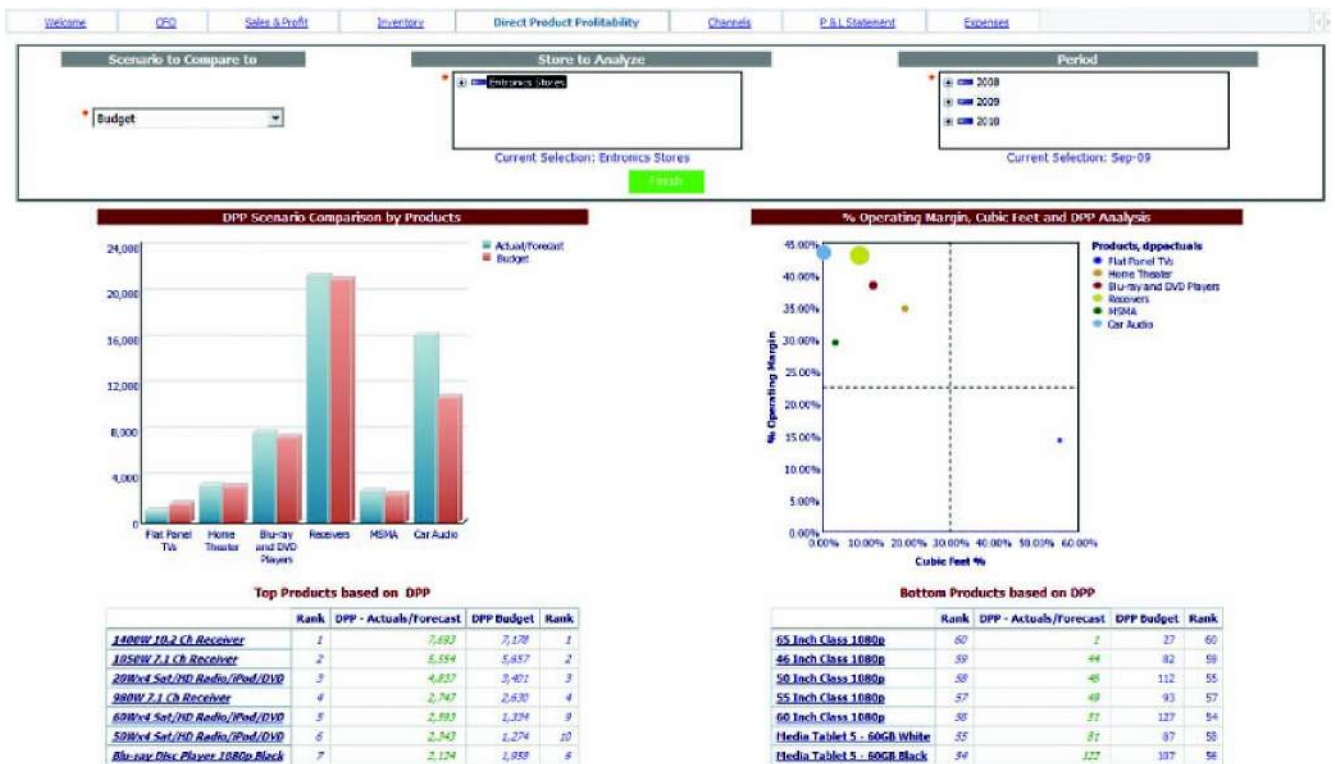 Welcome CFO Sales & Profit Inventory Direct Product Profitability Channels P & L Statement Expenses
Scenario to Compare to Store to Analyze Period
* Budget
* Entronics Stores
* 2008
2009
2010
Current Selection: Entronics Stores Current Selection: Sep-09
Finish
DPP Scenario Comparison by Products
24,000
20,000
16,000
12,000
8,000
4,000
0
Actual/Forecast
Budget
Flat Panel TVs
Home Theater
Blu-ray and DVD Players
Receivers
MSMA
Car Audio
% Operating Margin, Cubic Feet and DPP Analysis
% Operating Margin
45.00%
40.00%
35.00%
30.00%
25.00%
20.00%
15.00%
10.00%
5.00%
0.00%
0.00% 10.00% 20.00% 30.00% 40.00% 50.00% 60.00%
Cubic Feet %
Products, dppactuals
Flat Panel TVs
Home Theater
Blu-ray and DVD Players
Receivers
MSMA
Car Audio
Top Products based on DPP
Rank DPP - Actuals/Forecast DPP Budget Rank
1400W 10.2 Ch Receiver 1 7,693 7,178 1
1050W 7.1 Ch Receiver 2 5,554 5,657 2
20Wx4 Sat/HD Radio/iPod/DVD 3 4,837 3,401 3
980W 7.1 Ch Receiver 4 2,747 2,630 4
60Wx4 Sat/HD Radio/iPod/DVD 5 2,593 1,334 9
50Wx4 Sat/HD Radio/iPod/DVD 6 2,343 1,274 10
Blu-ray Disc Player 1080p Black 7 2,124 1,958 6
Bottom Products based on DPP
Rank DPP - Actuals/Forecast DPP Budget Rank
65 Inch Class 1080p 60 1 27 60
46 Inch Class 1080p 59 44 82 59
50 Inch Class 1080p 58 46 112 55
55 Inch Class 1080p 57 49 93 57
60 Inch Class 1080p 56 51 127 54
Media Tablet 5 - 60GB White 55 81 87 58
Media Tablet 5 - 60GB Black 54 122 107 56